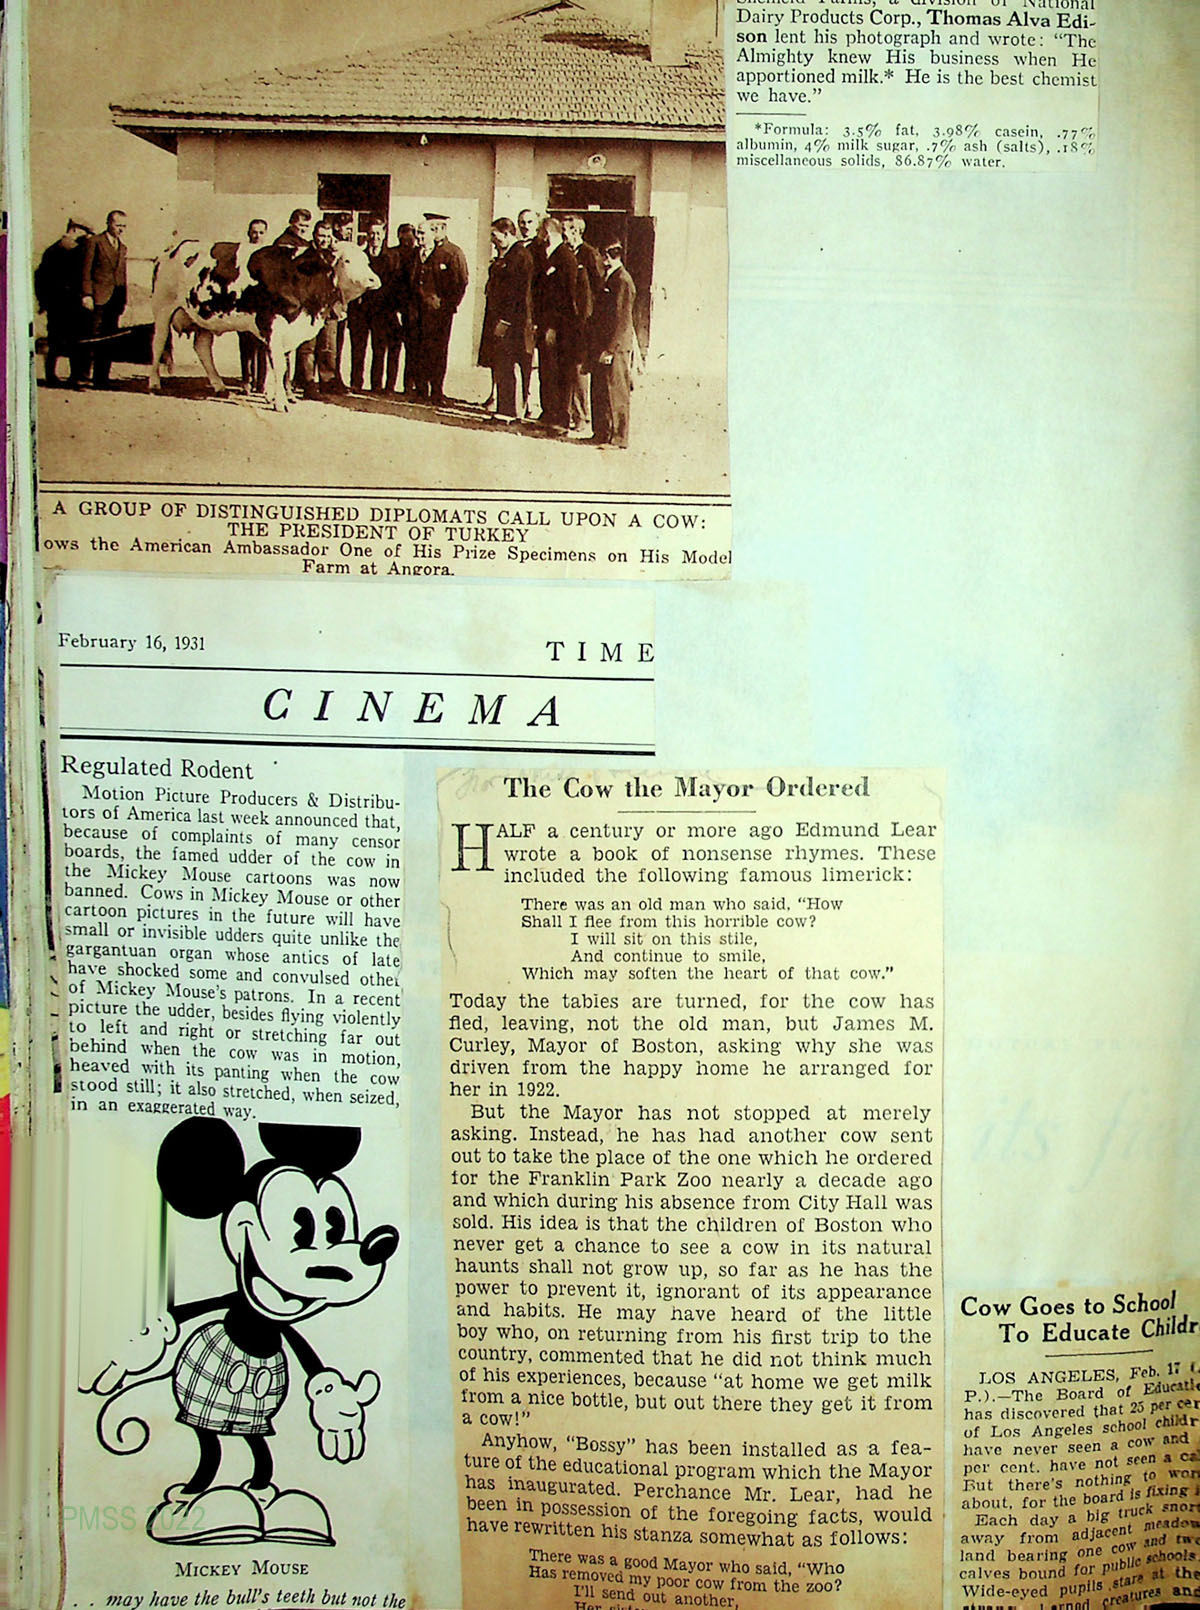 Dairy Products Corp., Thomas Alva Edi-
son lent his photograph and wrote: "The
Almighty knew His business when He
apportioned milk.* He is the best chemist
we have."
*Formula: 3.5% fat, 3.98% casein, .77%
albumin, 4% milk sugar, .7% ash (salts), .18%
miscellaneous solids, 86.87% water.
A GROUP OF DISTINGUISHED DIPLOMATS CALL UPON A COW:
THE PRESIDENT OF TURKEY
ows the American Ambassador One of His Prize Specimens on His Model
Farm at Angora.
February 16, 1931
TIME
CINEMA
Regulated Rodent
Motion Picture Producers & Distribu-
tors of America last week announced that,
because of complaints of many censor
boards, the famed udder of the cow in
the Mickey Mouse cartoons was now
banned. Cows in Mickey Mouse or other
cartoon pictures in the future will have
small or invisible udders quite unlike the
gargantuan organ whose antics of late
have shocked some and convulsed other
of Mickey Mouse's patrons. In a recent
picture the udder, besides flying violently
to left and right or stretching far out
behind when the cow was in motion,
heaved with its panting when the cow
stood still; it also stretched, when seized,
in an exaggerated way.
PMSS 2022
MICKEY MOUSE
. . may have the bull's teeth but not the
The Cow the Mayor Ordered
HALF a century or more ago Edmund Lear
wrote a book of nonsense rhymes. These
included the following famous limerick:
There was an old man who said, "How
Shall I flee from this horrible cow?
I will sit on this stile,
And continue to smile,
Which may soften the heart of that cow."
Today the tables are turned, for the cow has
fled, leaving, not the old man, but James M.
Curley, Mayor of Boston, asking why she was
driven from the happy home he arranged for
her in 1922.
But the Mayor has not stopped at merely
asking. Instead, he has had another cow sent
out to take the place of the one which he ordered
for the Franklin Park Zoo nearly a decade ago
and which during his absence from City Hall was
sold. His idea is that the children of Boston who
never get a chance to see a cow in its natural
haunts shall not grow up, so far as he has the
power to prevent it, ignorant of its appearance
and habits. He may have heard of the little
boy who, on returning from his first trip to the
country, commented that he did not think much
of his experiences, because "at home we get milk
from a nice bottle, but out there they get it from
a cow!"
Anyhow, "Bossy" has been installed as a fea-
ture of the educational program which the Mayor
has inaugurated. Perchance Mr. Lear, had he
been in possession of the foregoing facts, would
have rewritten his stanza somewhat as follows:
There was a good Mayor who said, "Who
Has removed my poor cow from the zoo?
I'll send out another,
Cow Goes to School
To Educate Childr
LOS ANGELES, Feb. 17
P.).—The Board of Educati
has discovered that 25 per cer
of Los Angeles school childr
have never seen a cow and
per cent. have not seen a ca
But there's nothing to worr
about, for the board is fixing
Each day a big truck snor
away from adjacent meadow
land bearing one cow and two
calves bound for public schools.
Wide-eyed pupils stare at the
creatures and